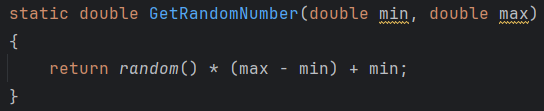 static double GetRandomNumber(double min, double max)
{
    return random() * (max - min) + min;
}